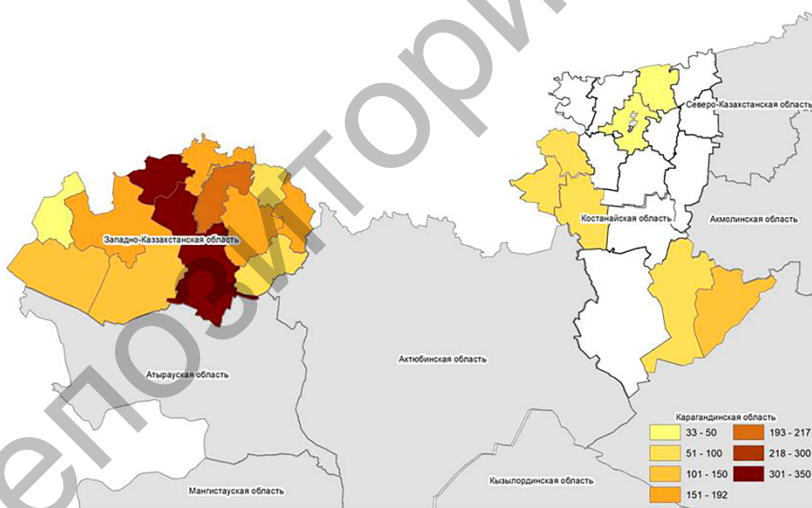 епозитори
Северо-Казахстанская область
Костанайская область
Акмолинская область
Западно-Казахстанская область
Актюбинская область
Атырауская область
Карагандинская область
33 - 50
51 - 100
101 - 150
151 - 192
193 - 217
218 - 300
301 - 350
Кызылординская область
Мангистауская область